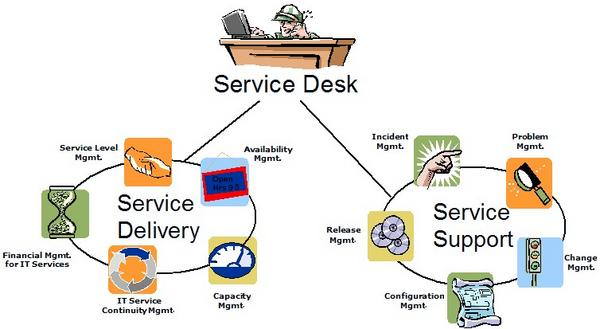 Service Desk
Service Level
Mgmt.
Availability
Mgmt.
Open
Hrs 9-5
Service
Delivery
Financial Mgmt.
for IT Services
IT Service
Continuity Mgmt.
Capacity
Mgmt.
Incident
Mgmt.
Problem
Mgmt.
Release
Mgmt.
Service
Support
Change
Mgmt.
Configuration
Mgmt.